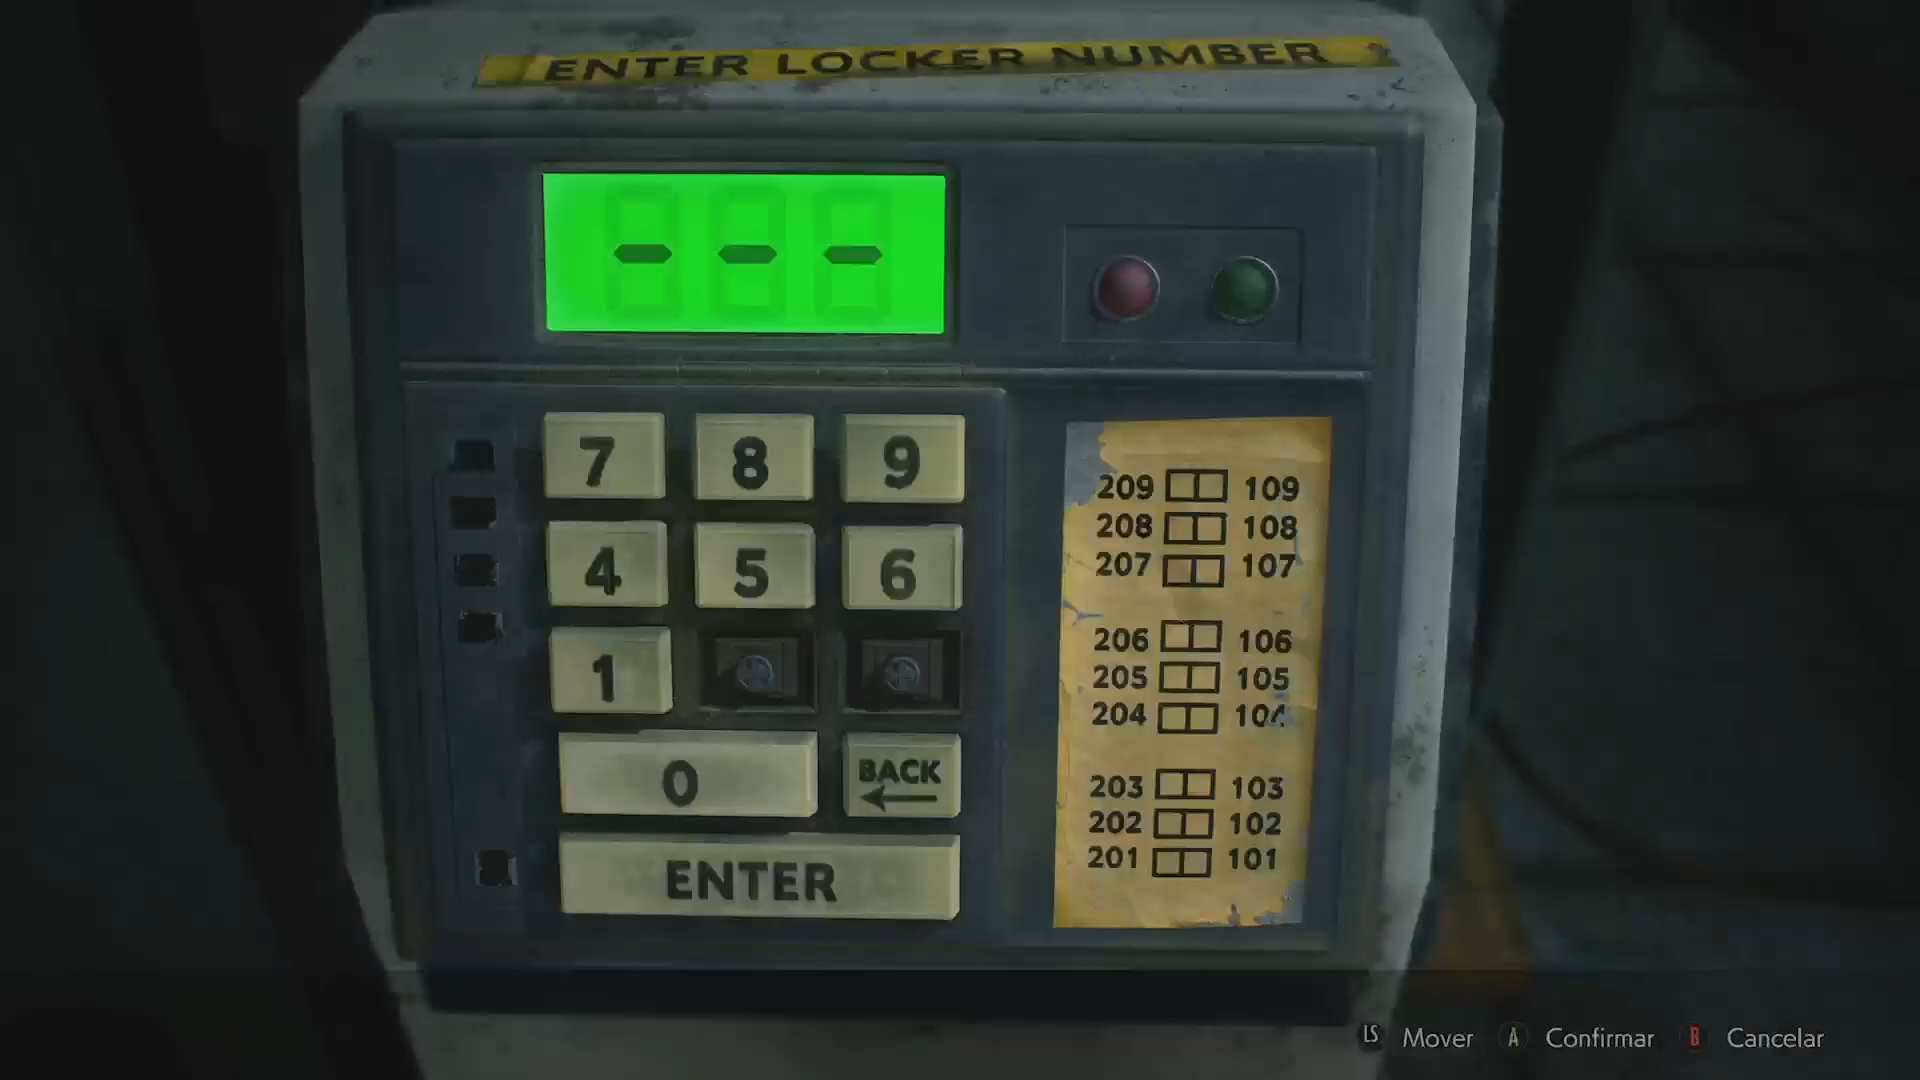 ENTER LOCKER NUMBER
7 8 9
4 5 6
1
0 BACK
ENTER
209 109
208 108
207 107
206 106
205 105
204 104
203 103
202 102
201 101
LS Mover A Confirmar B Cancelar